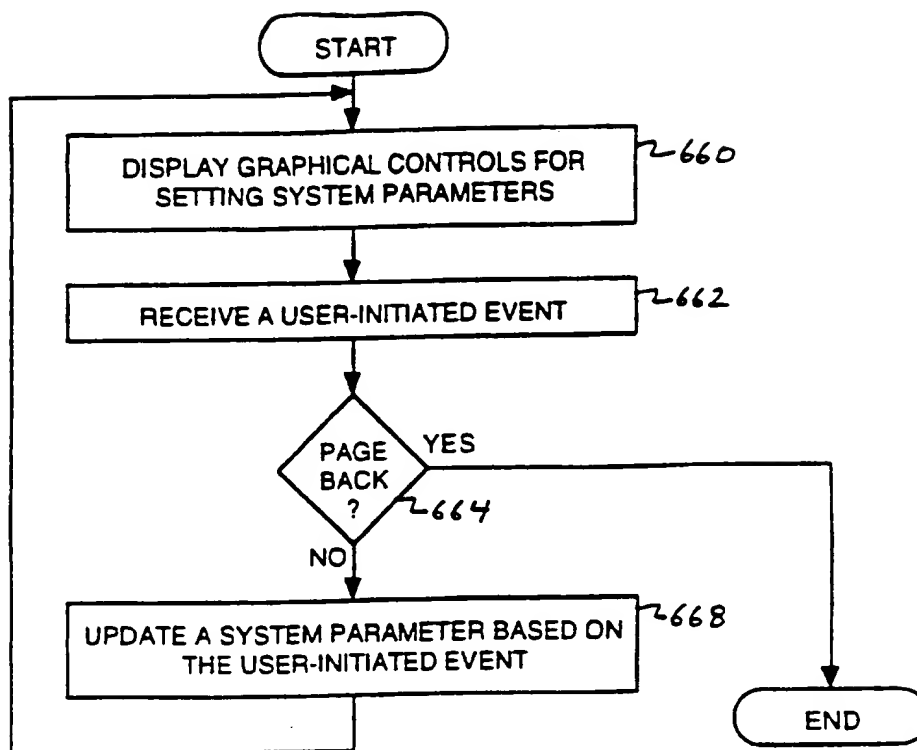 START
DISPLAY GRAPHICAL CONTROLS FOR
SETTING SYSTEM PARAMETERS
660
RECEIVE A USER-INITIATED EVENT
662
PAGE
BACK
?
YES
664
NO
UPDATE A SYSTEM PARAMETER BASED ON
THE USER-INITIATED EVENT
668
END